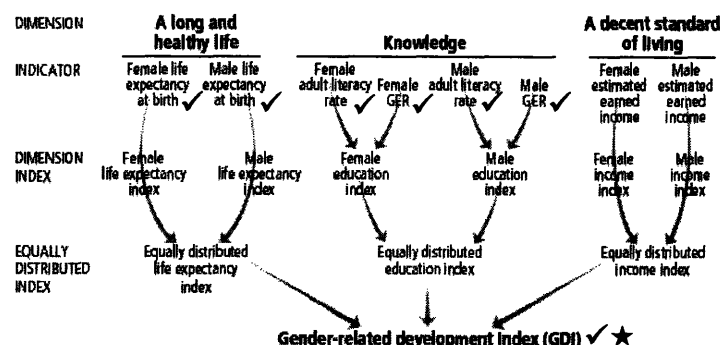 DIMENSION
A long and
healthy life
Knowledge
A decent standard
of living
INDICATOR
Female life
expectancy
at birth ✓
Male life
expectancy
at birth ✓
Female
adult literacy
rate ✓
Female
GER ✓
Male
adult literacy
rate ✓
Male
GER ✓
Female
estimated
earned
income
Male
estimated
earned
income
DIMENSION
INDEX
Female
life expectancy
index
Male
life expectancy
index
Female
education
index
Male
education
index
Female
income
index
Male
income
index
EQUALLY
DISTRIBUTED
INDEX
Equally distributed
life expectancy
index
Equally distributed
education index
Equally distributed
income index
Gender-related development index (GDI) ✓ ★